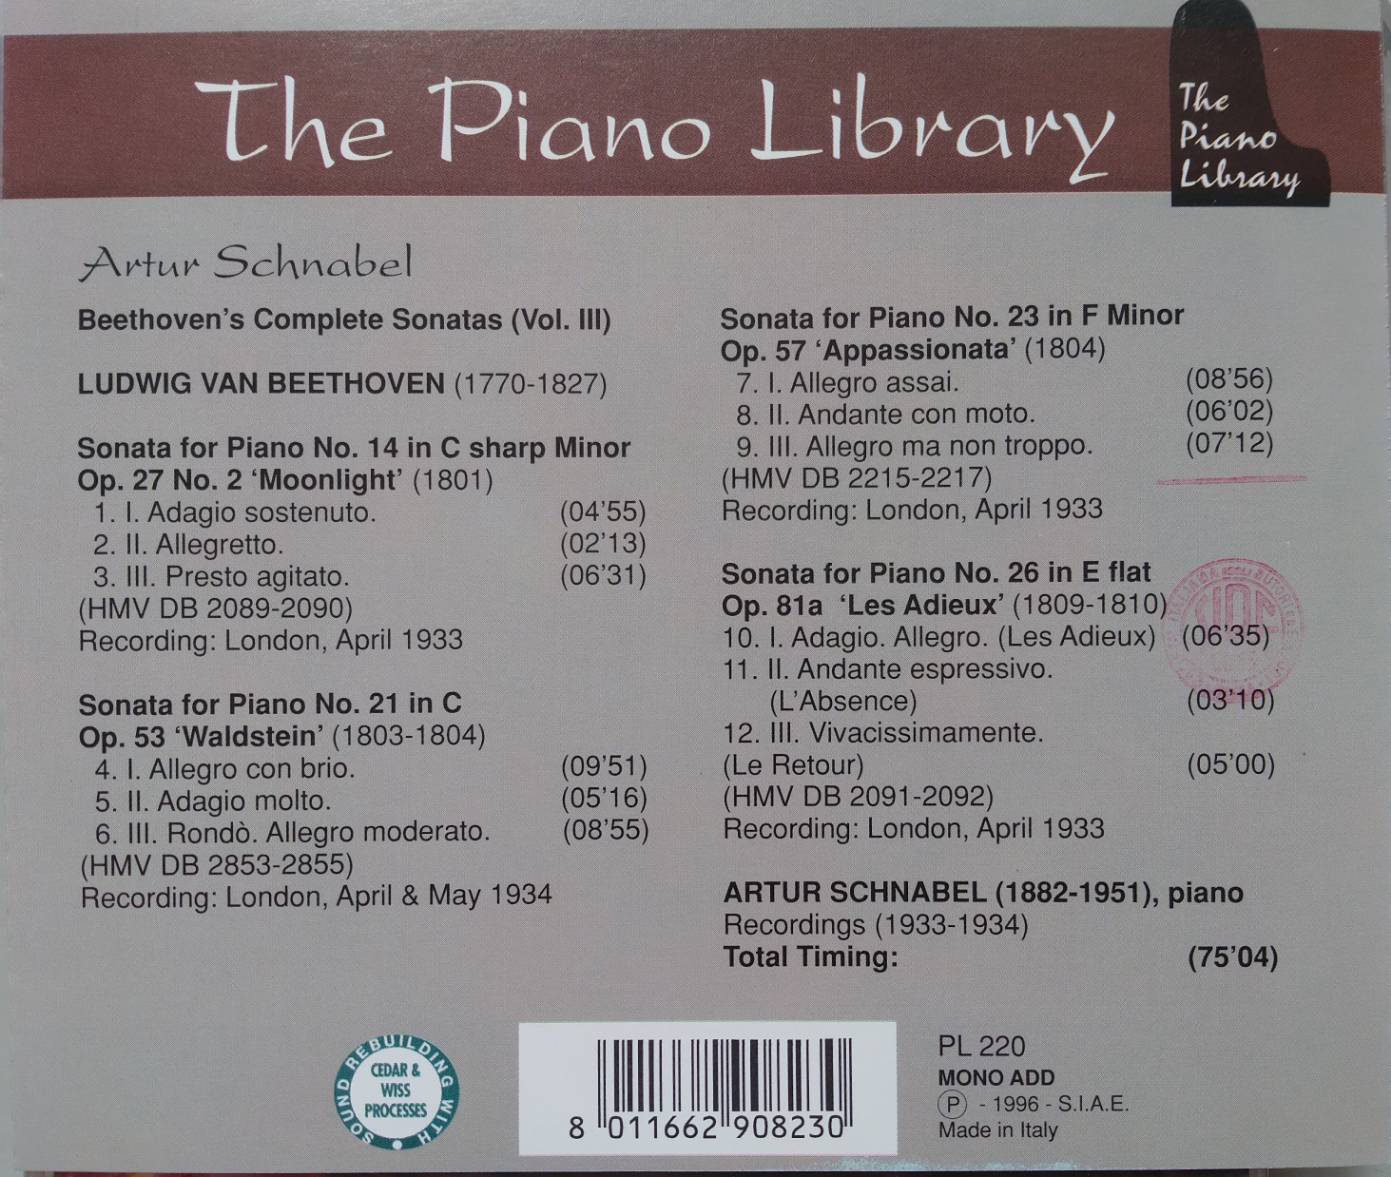 The Piano Library
The
Piano
Library
Artur Schnabel
Beethoven's Complete Sonatas (Vol. III)
LUDWIG VAN BEETHOVEN (1770-1827)
Sonata for Piano No. 14 in C sharp Minor
Op. 27 No. 2 ‘Moonlight’ (1801)
1. I. Adagio sostenuto. (04’55)
2. II. Allegretto. (02’13)
3. III. Presto agitato. (06’31)
(HMV DB 2089-2090)
Recording: London, April 1933
Sonata for Piano No. 21 in C
Op. 53 ‘Waldstein’ (1803-1804)
4. I. Allegro con brio. (09’51)
5. II. Adagio molto. (05’16)
6. III. Rondò. Allegro moderato. (08’55)
(HMV DB 2853-2855)
Recording: London, April & May 1934
Sonata for Piano No. 23 in F Minor
Op. 57 ‘Appassionata’ (1804)
7. I. Allegro assai. (08’56)
8. II. Andante con moto. (06’02)
9. III. Allegro ma non troppo. (07’12)
(HMV DB 2215-2217)
Recording: London, April 1933
Sonata for Piano No. 26 in E flat
Op. 81a ‘Les Adieux’ (1809-1810)
10. I. Adagio. Allegro. (Les Adieux) (06’35)
11. II. Andante espressivo.
(L’Absence) (03’10)
12. III. Vivacissimamente.
(Le Retour) (05’00)
(HMV DB 2091-2092)
Recording: London, April 1933
ARTUR SCHNABEL (1882-1951), piano
Recordings (1933-1934)
Total Timing: (75’04)
SOUND REBUILDING WITH
CEDAR &
WISS
PROCESSES
8 011662 908230
PL 220
MONO ADD
Ⓟ - 1996 - S.I.A.E.
Made in Italy